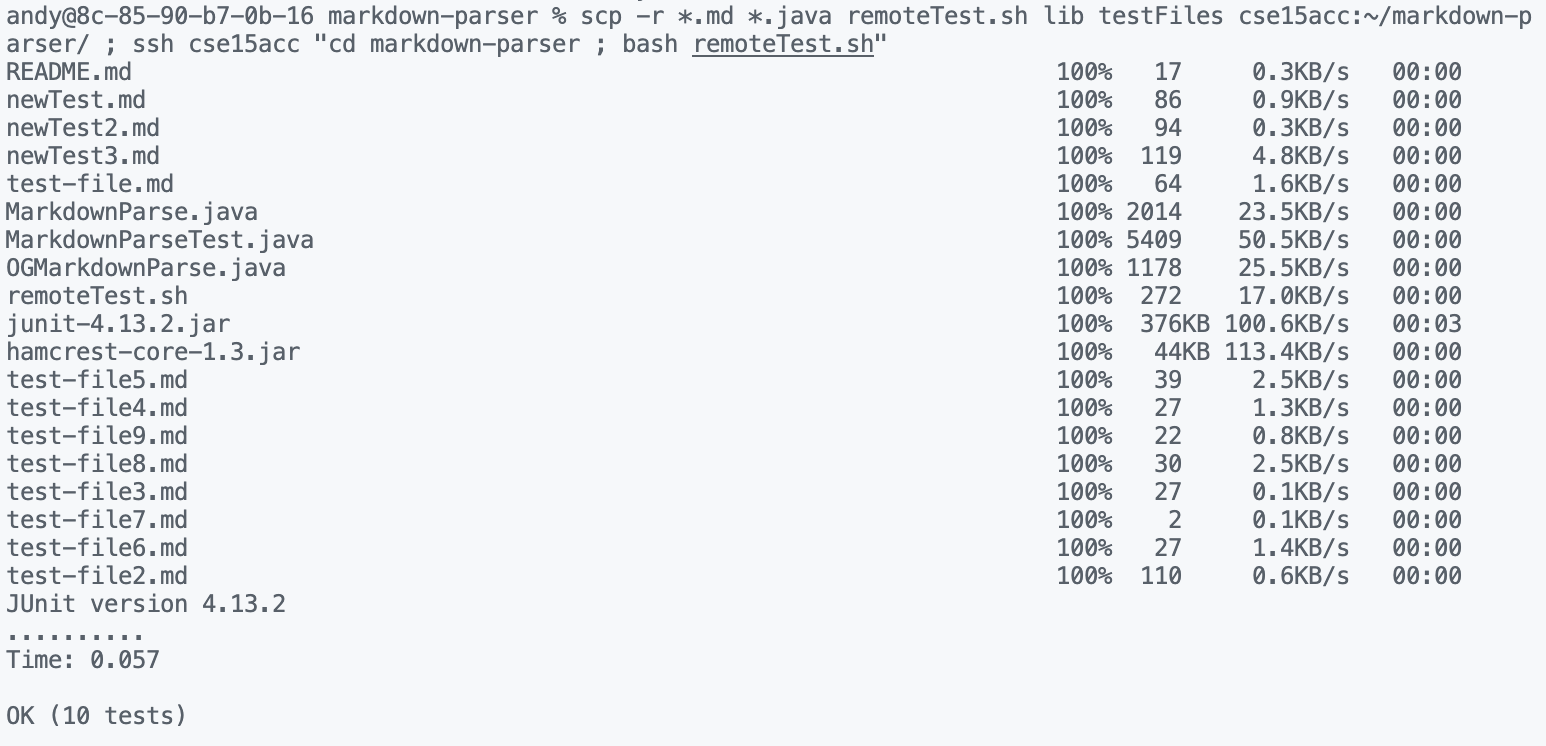 andy@8c-85-90-b7-0b-16 markdown-parser % scp -r *.md *.java remoteTest.sh lib testFiles cse15acc:~/markdown-p
arser/ ; ssh cse15acc "cd markdown-parser ; bash remoteTest.sh"
README.md 100% 17 0.3KB/s 00:00
newTest.md 100% 86 0.9KB/s 00:00
newTest2.md 100% 94 0.3KB/s 00:00
newTest3.md 100% 119 4.8KB/s 00:00
test-file.md 100% 64 1.6KB/s 00:00
MarkdownParse.java 100% 2014 23.5KB/s 00:00
MarkdownParseTest.java 100% 5409 50.5KB/s 00:00
OGMarkdownParse.java 100% 1178 25.5KB/s 00:00
remoteTest.sh 100% 272 17.0KB/s 00:00
junit-4.13.2.jar 100% 376KB 100.6KB/s 00:03
hamcrest-core-1.3.jar 100% 44KB 113.4KB/s 00:00
test-file5.md 100% 39 2.5KB/s 00:00
test-file4.md 100% 27 1.3KB/s 00:00
test-file9.md 100% 22 0.8KB/s 00:00
test-file8.md 100% 30 2.5KB/s 00:00
test-file3.md 100% 27 0.1KB/s 00:00
test-file7.md 100% 2 0.1KB/s 00:00
test-file6.md 100% 27 1.4KB/s 00:00
test-file2.md 100% 110 0.6KB/s 00:00
JUnit version 4.13.2
..........
Time: 0.057
OK (10 tests)